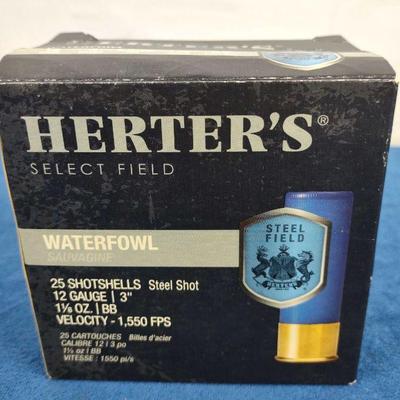 HERTER'S®
SELECT FIELD
WATERFOWL
SAUVAGINE
25 SHOTSHELLS Steel Shot
12 GAUGE | 3"
1⅛ OZ. | BB
VELOCITY - 1,550 FPS
25 CARTOUCHES Billes d'acier
CALIBRE 12 | 3 po
1⅛ oz | BB
VITESSE : 1550 pi/s
STEEL
FIELD
HERTER'S